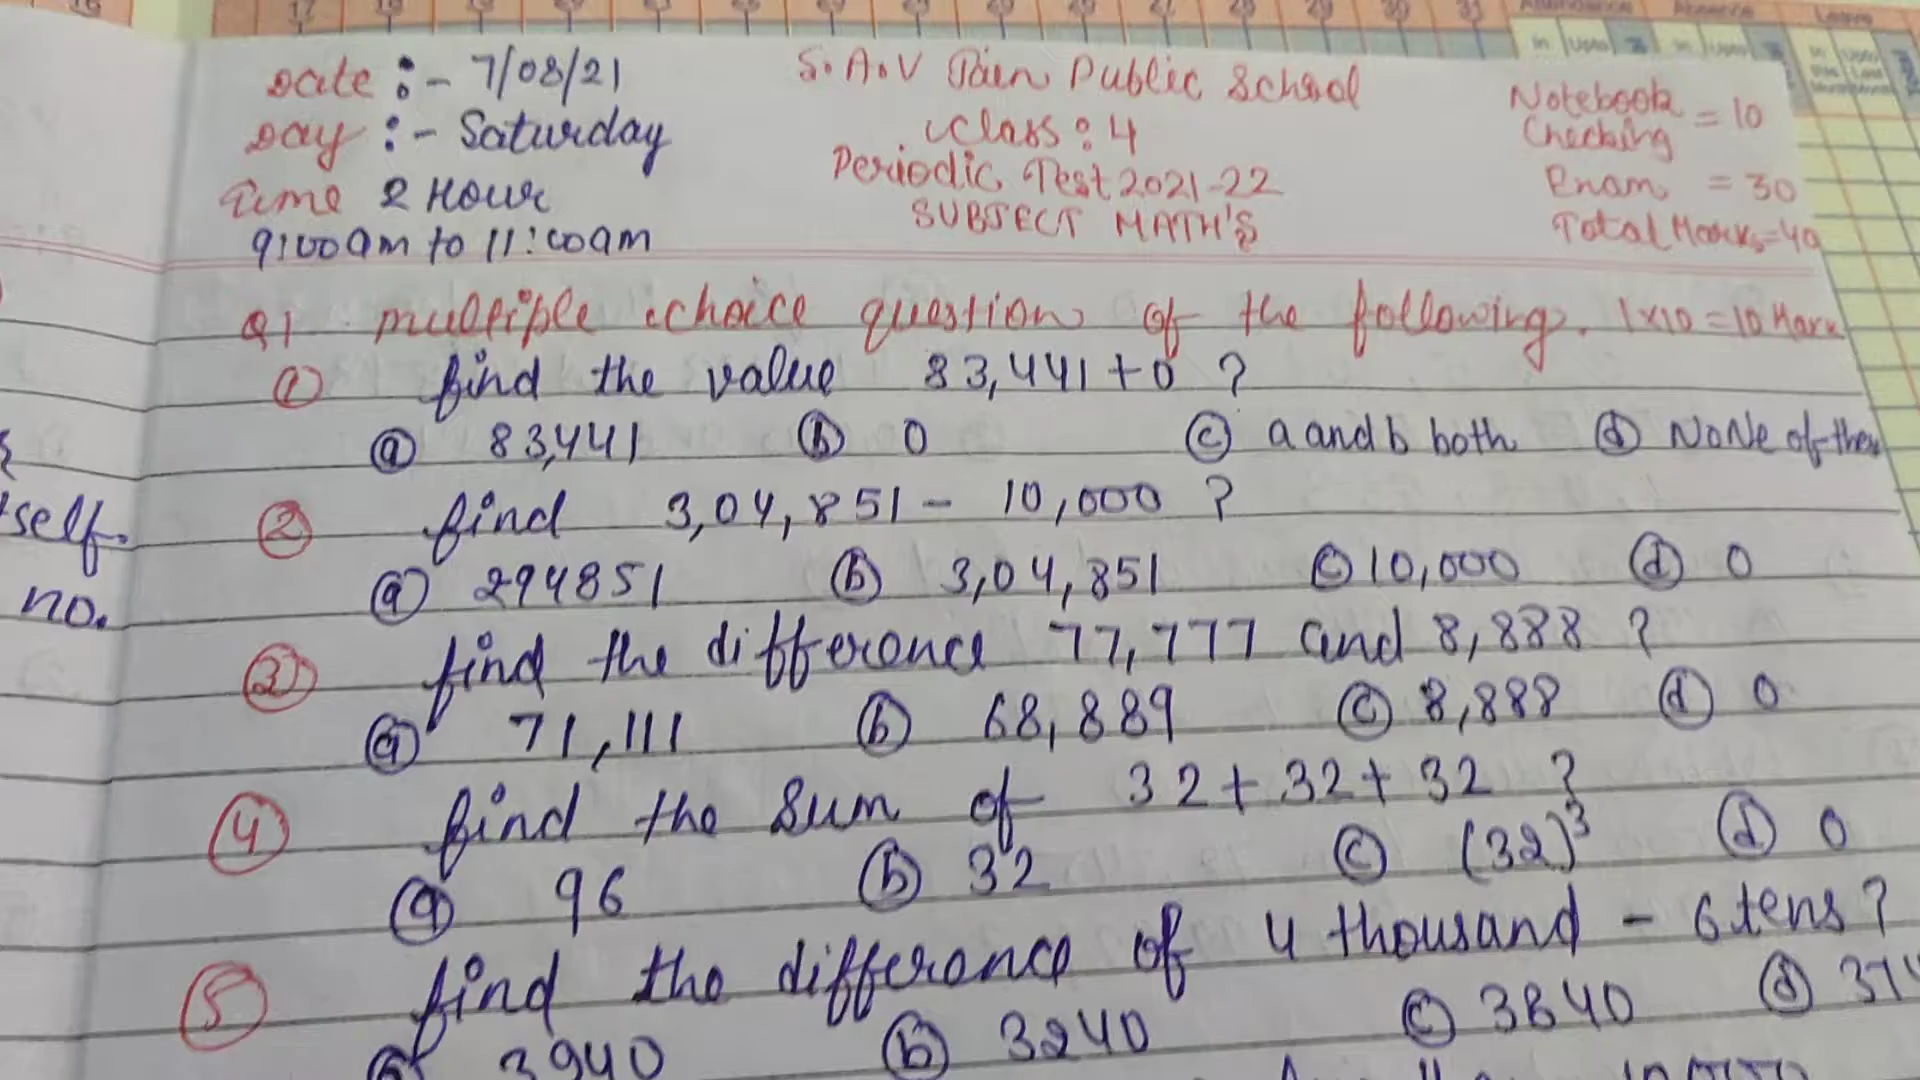 Date :- 7/08/21
Day :- Saturday
Time 2 Hour
9:00am to 11:00am
S.A.V Jain Public School
Class : 4
Periodic Test 2021-22
SUBJECT MATH'S
Notebook Checking = 10
Exam = 30
Total Marks = 40
Q1 multiple choice question of the following. 1x10=10 Mark
① find the value 83,441+0 ?
ⓐ 83,441 ⓑ 0 ⓒ a and b both ⓓ NoNe of them
② find 3,04,851 - 10,000 ?
ⓐ 294851 ⓑ 3,04,851 ⓒ 10,000 ⓓ 0
③ find the difference 77,777 and 8,888 ?
ⓐ 71,111 ⓑ 68,889 ⓒ 8,888 ⓓ 0
④ find the sum of 32+32+32 ?
ⓐ 96 ⓑ 32 ⓒ (32)³ ⓓ 0
⑤ find the difference of 4 thousand - 6 tens ?
ⓐ 3940 ⓑ 3240 ⓒ 3840 ⓓ
self.
no.